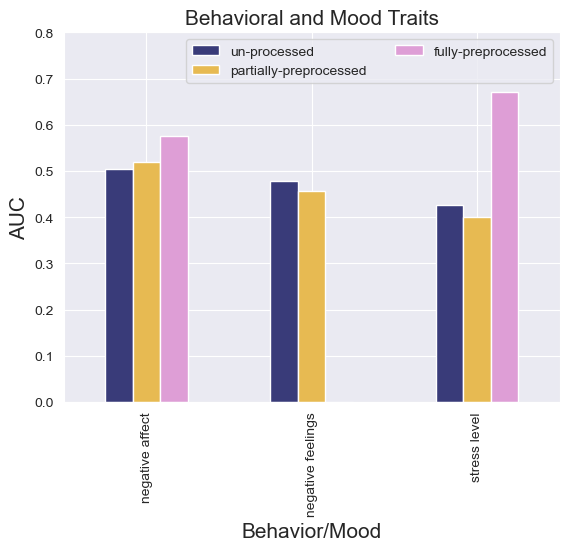 Behavioral and Mood Traits
un-processed
partially-preprocessed
fully-preprocessed
AUC
0.8
0.7
0.6
0.5
0.4
0.3
0.2
0.1
0.0
negative affect
negative feelings
stress level
Behavior/Mood